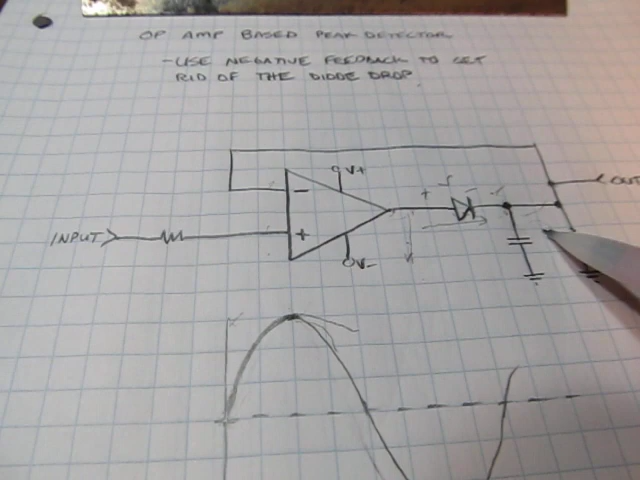 OP AMP BASED PEAK DETECTOR
- USE NEGATIVE FEEDBACK TO GET
RID OF THE DIODE DROP.
V+
-
OUT
INPUT
+
+
-
V-